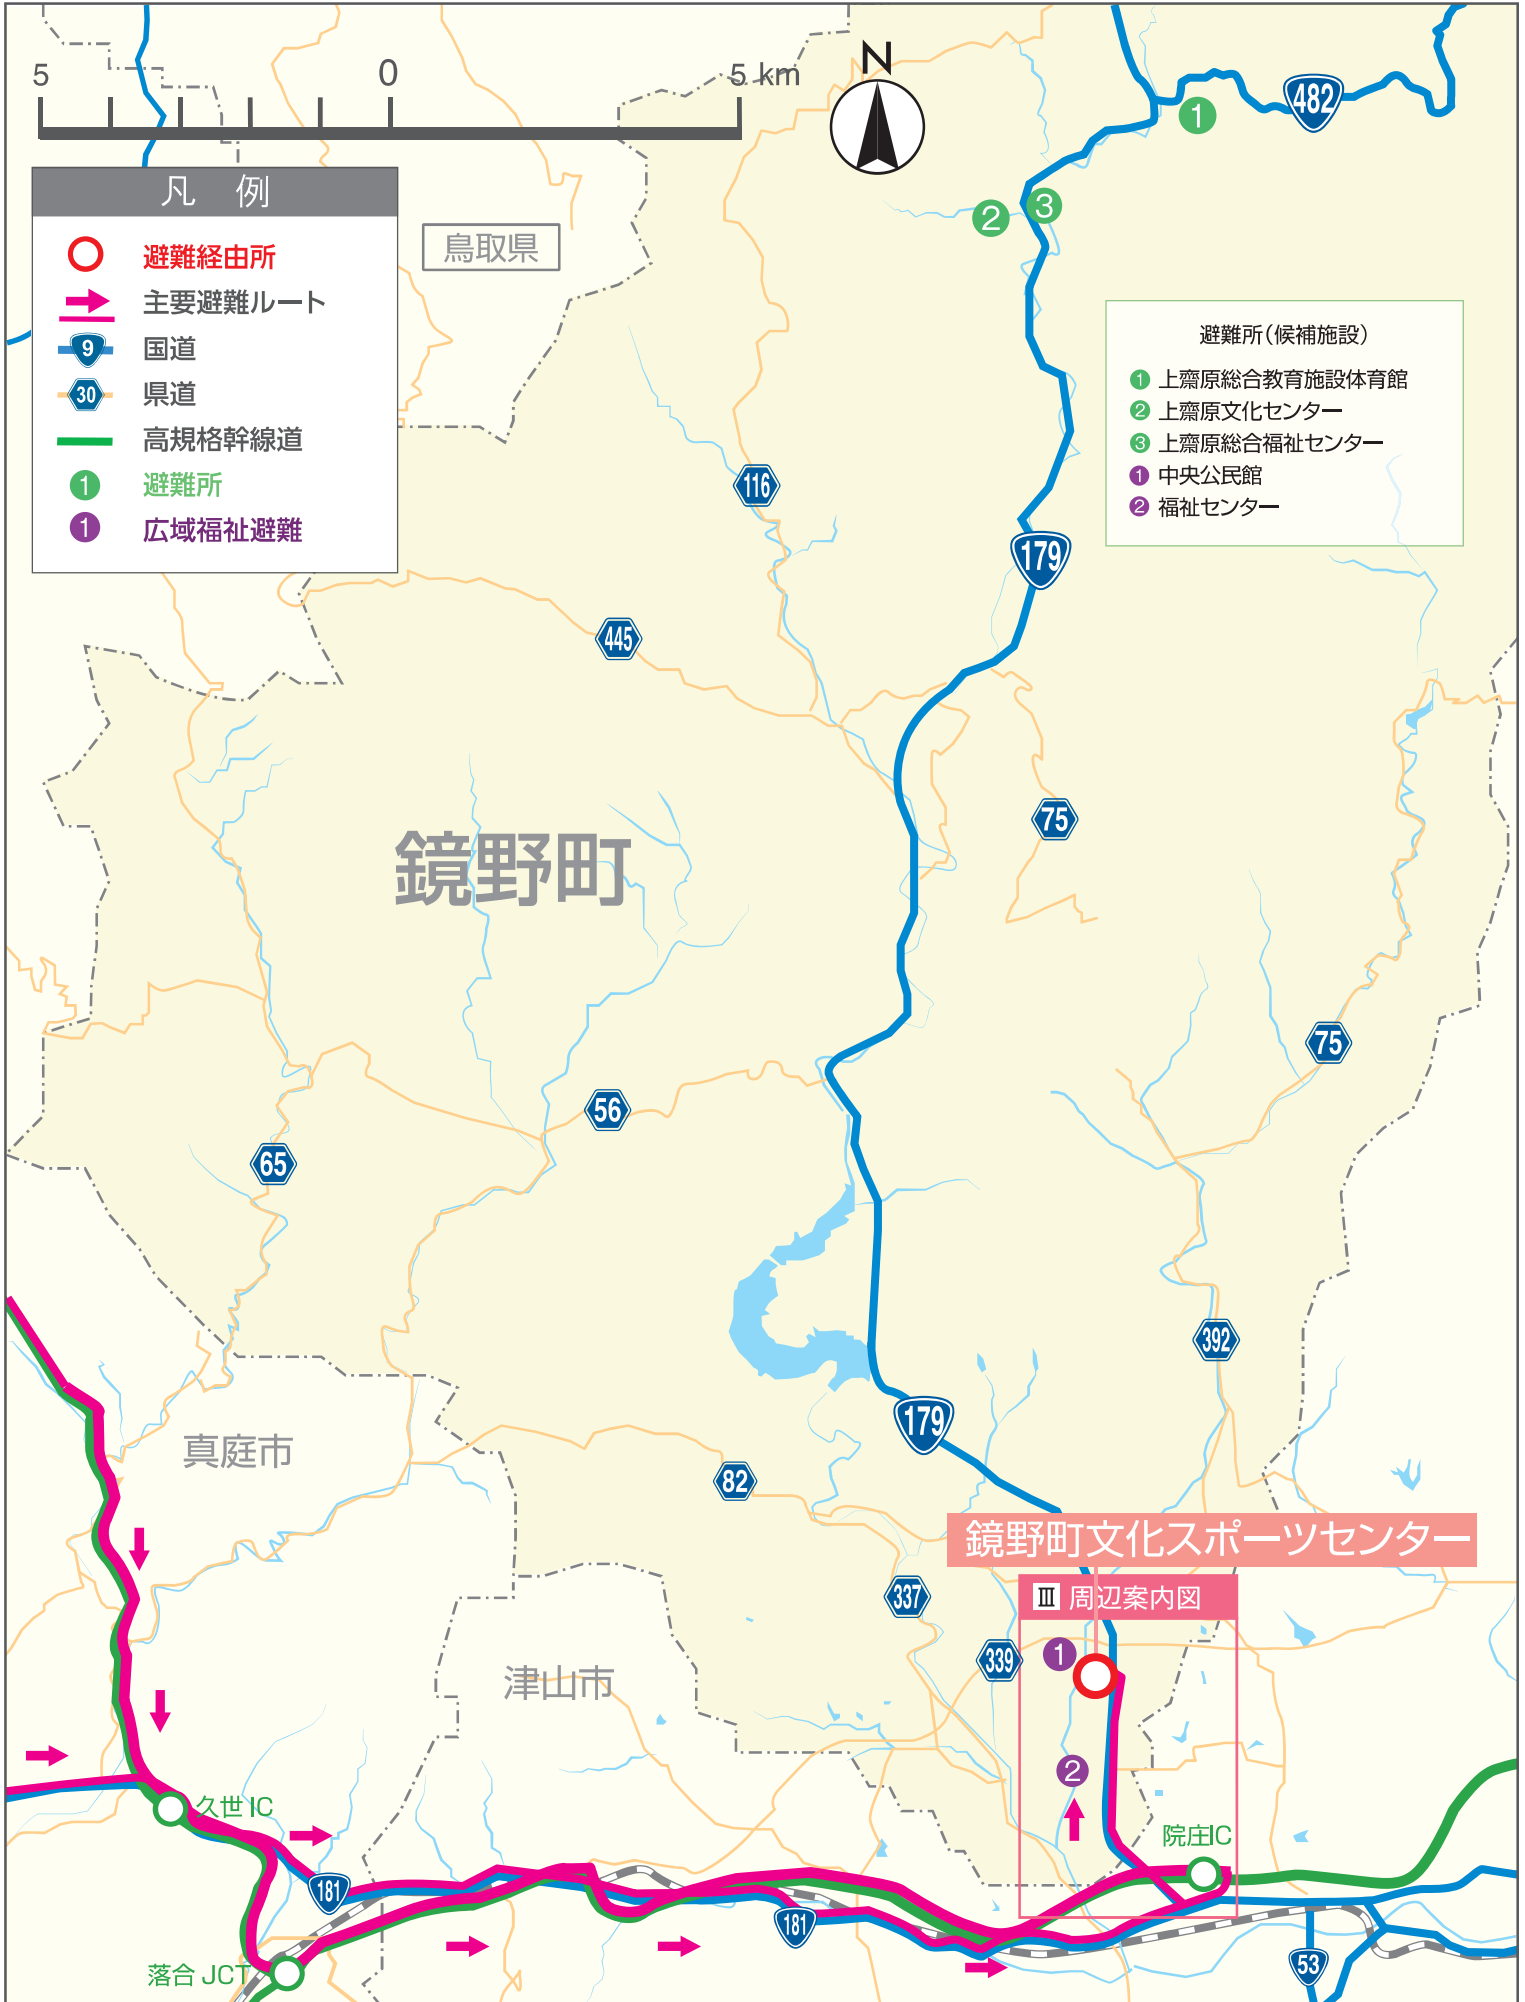 5
0
5 km
N
482
1
2
3
凡 例
避難経由所
主要避難ルート
9
国道
30
県道
高規格幹線道
1
避難所
1
広域福祉避難
鳥取県
避難所（候補施設）
1 上齋原総合教育施設体育館
2 上齋原文化センター
3 上齋原総合福祉センター
1 中央公民館
2 福祉センター
116
179
445
75
鏡野町
75
56
65
392
179
真庭市
82
鏡野町文化スポーツセンター
Ⅲ 周辺案内図
337
339
1
津山市
2
久世IC
院庄IC
181
181
53
落合JCT